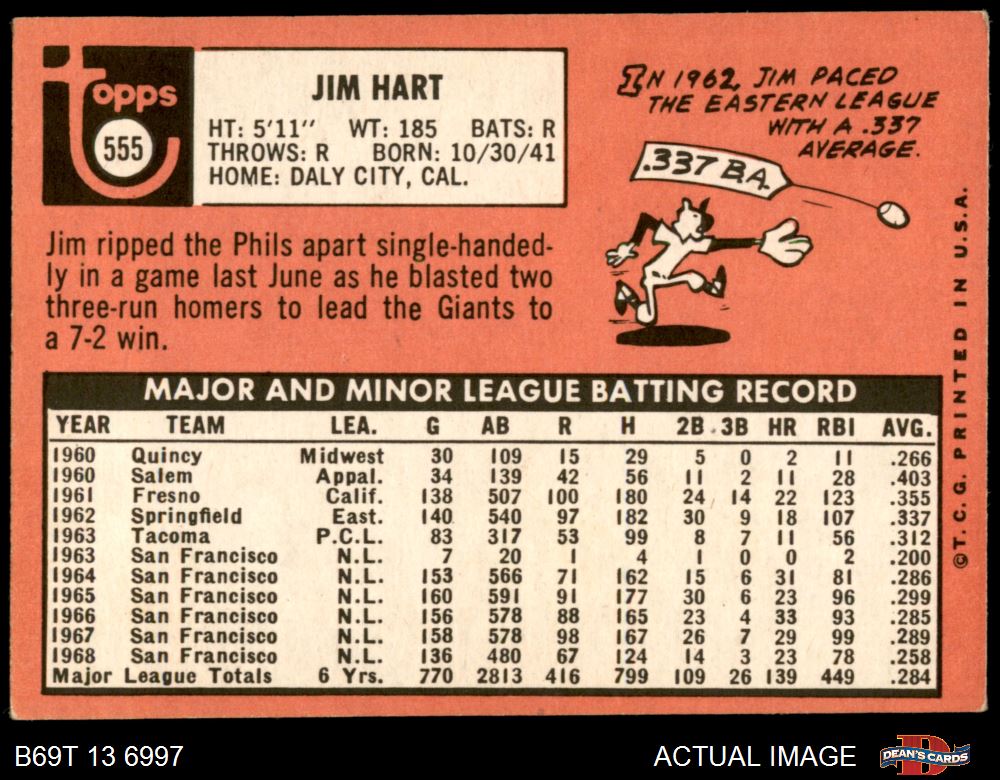 Topps
555
JIM HART
HT: 5'11" WT: 185 BATS: R
THROWS: R BORN: 10/30/41
HOME: DALY CITY, CAL.
IN 1962, JIM PACED
THE EASTERN LEAGUE
WITH A .337
AVERAGE.
.337 B.A.
Jim ripped the Phils apart single-handed-
ly in a game last June as he blasted two
three-run homers to lead the Giants to
a 7-2 win.
MAJOR AND MINOR LEAGUE BATTING RECORD
YEAR TEAM LEA. G AB R H 2B 3B HR RBI AVG.
1960 Quincy Midwest 30 109 15 29 5 0 2 11 .266
1960 Salem Appal. 34 139 42 56 11 2 11 28 .403
1961 Fresno Calif. 138 507 100 180 24 14 22 123 .355
1962 Springfield East. 140 540 97 182 30 9 18 107 .337
1963 Tacoma P.C.L. 83 317 53 99 8 7 11 56 .312
1963 San Francisco N.L. 7 20 1 4 1 0 0 2 .200
1964 San Francisco N.L. 153 566 71 162 15 6 31 81 .286
1965 San Francisco N.L. 160 591 91 177 30 6 23 96 .299
1966 San Francisco N.L. 156 578 88 165 23 4 33 93 .285
1967 San Francisco N.L. 158 578 98 167 26 7 29 99 .289
1968 San Francisco N.L. 136 480 67 124 14 3 23 78 .258
Major League Totals 6 Yrs. 770 2813 416 799 109 26 139 449 .284
©T. C. G. PRINTED IN U.S.A.
B69T 13 6997
ACTUAL IMAGE
DEAN'S CARDS